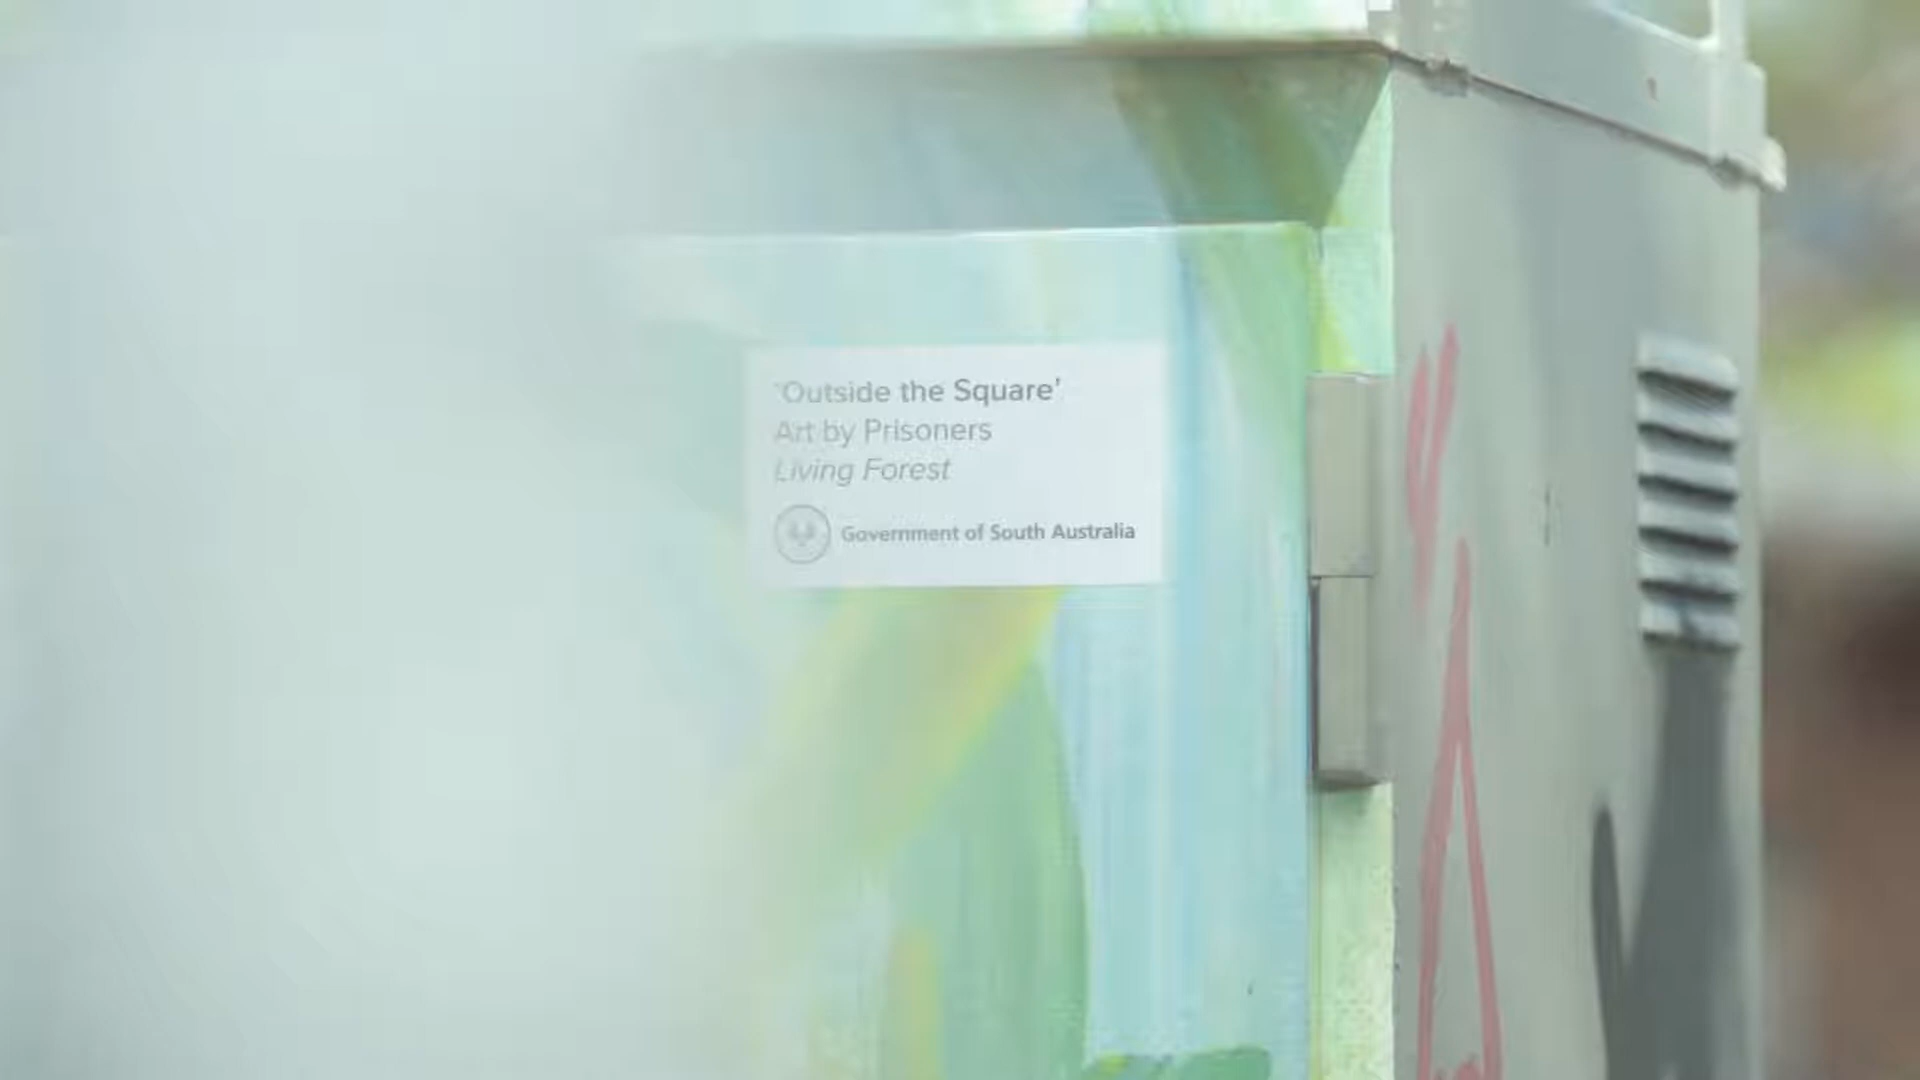 'Outside the Square'
Art by Prisoners
Living Forest
Government of South Australia